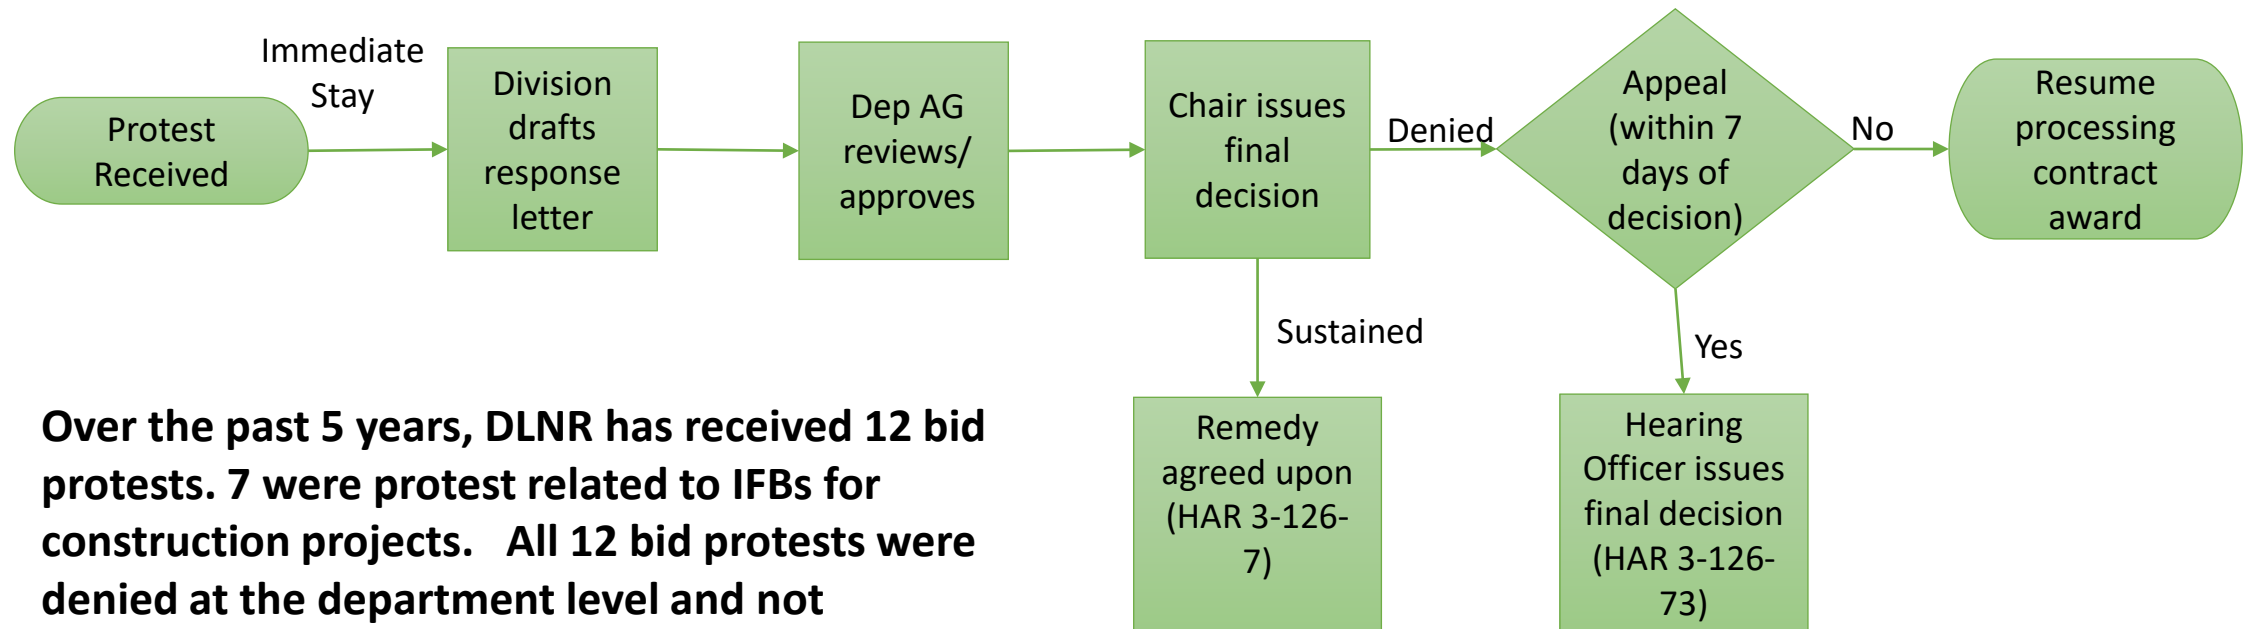 Immediate
Stay
Protest
Received
Division
drafts
response
letter
Dep AG
reviews/
approves
Chair issues
final
decision
Denied
Appeal
(within 7
days of
decision)
No
Resume
processing
contract
award
Sustained
Yes
Remedy
agreed upon
(HAR 3-126-
7)
Hearing
Officer issues
final decision
(HAR 3-126-
73)
Over the past 5 years, DLNR has received 12 bid
protests. 7 were protest related to IFBs for
construction projects.   All 12 bid protests were
denied at the department level and not